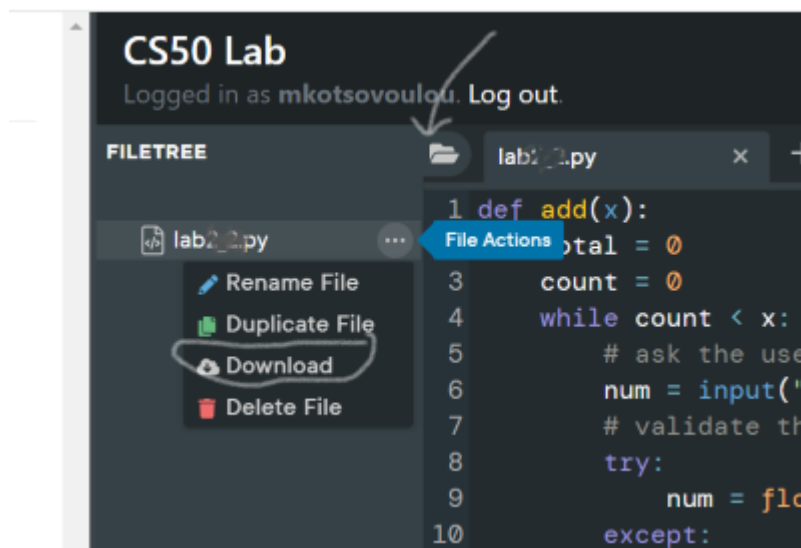 CS50 Lab
Logged in as mkotsovoulou. Log out.
FILETREE
.py
1 def add(x):
.py
File Actions
total = 0
Rename File
3 count = 0
Duplicate File
4 while count < x:
Download
5 # ask the use
Delete File
6 num = input("
7 # validate th
8 try:
9 num = flo
10 except: